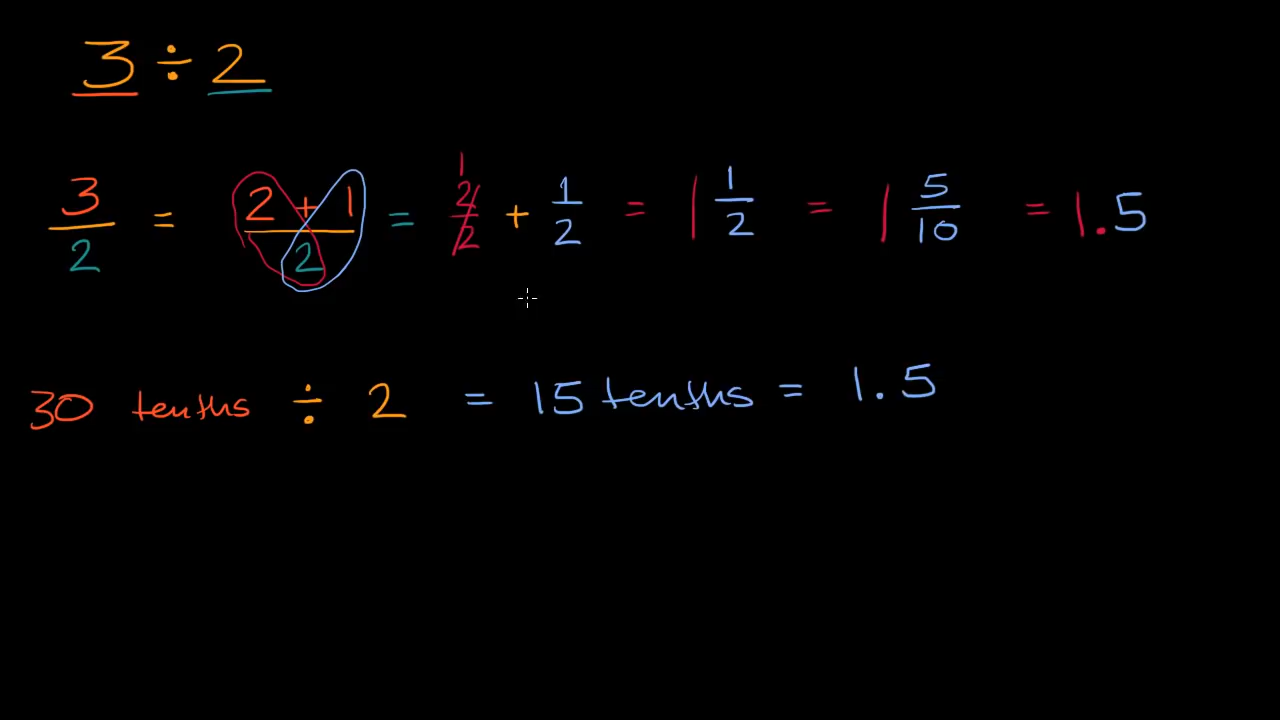 3 ÷ 2
3/2 = (2 + 1)/2 = 2/2 1 + 1/2 = 1 1/2 = 1 5/10 = 1.5
30 tenths ÷ 2 = 15 tenths = 1.5